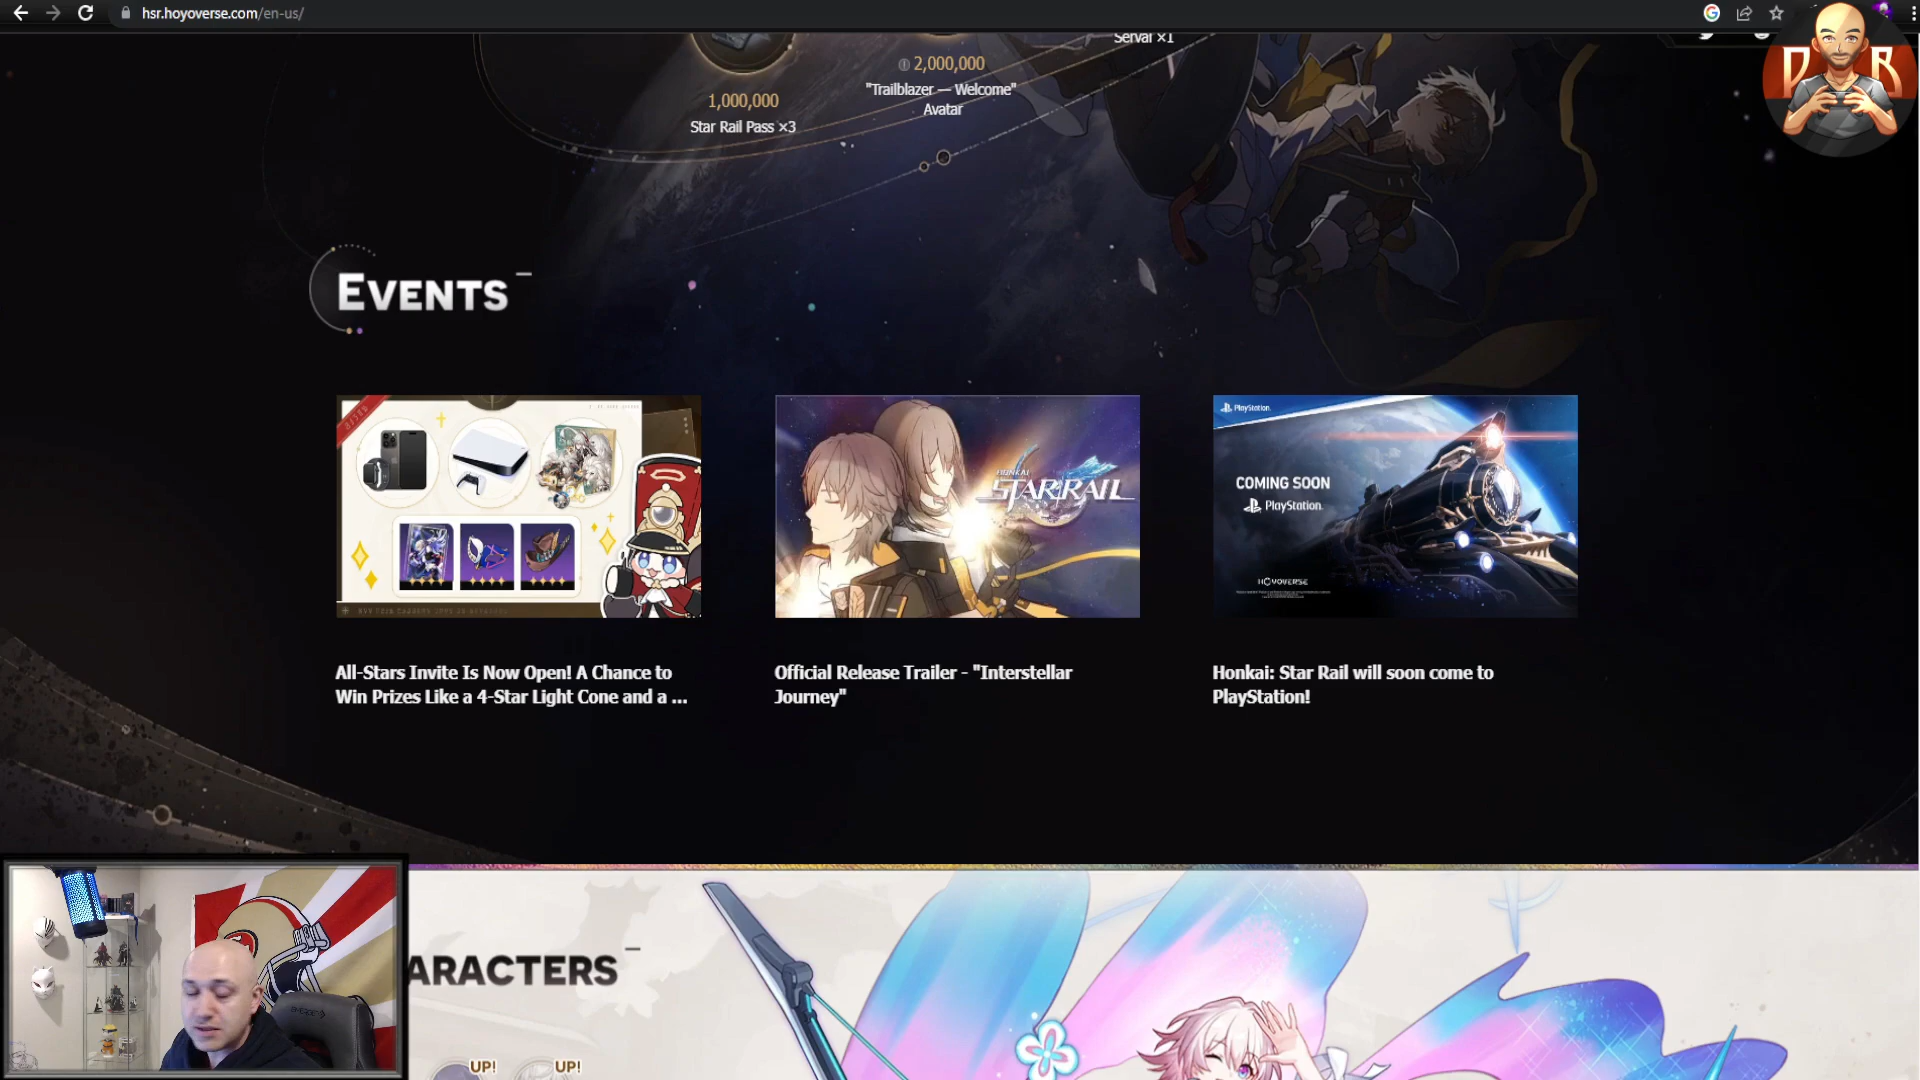 hsr.hoyoverse.com/en-us/
Serval ×1
2,000,000
"Trailblazer — Welcome"
Avatar
1,000,000
Star Rail Pass ×3
D R
EVENTS
PlayStation.
HONKAI
STAR RAIL
COMING SOON
PlayStation.
HOYOVERSE
All-Stars Invite Is Now Open! A Chance to
Win Prizes Like a 4-Star Light Cone and a ...
Official Release Trailer - "Interstellar
Journey"
Honkai: Star Rail will soon come to
PlayStation!
ARACTERS
UP!
UP!